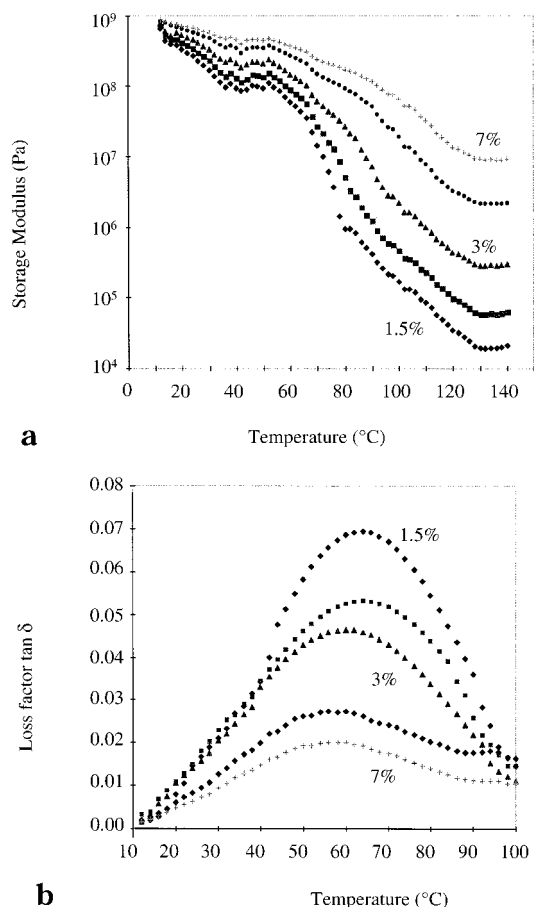 10⁹
10⁸
10⁷
10⁶
10⁵
10⁴
Storage Modulus (Pa)
7%
3%
1.5%
0 20 40 60 80 100 120 140
a
Temperature (°C)
0.08
0.07
0.06
0.05
0.04
0.03
0.02
0.01
0.00
Loss factor tan δ
1.5%
3%
7%
10 20 30 40 50 60 70 80 90 100
b
Temperature (°C)